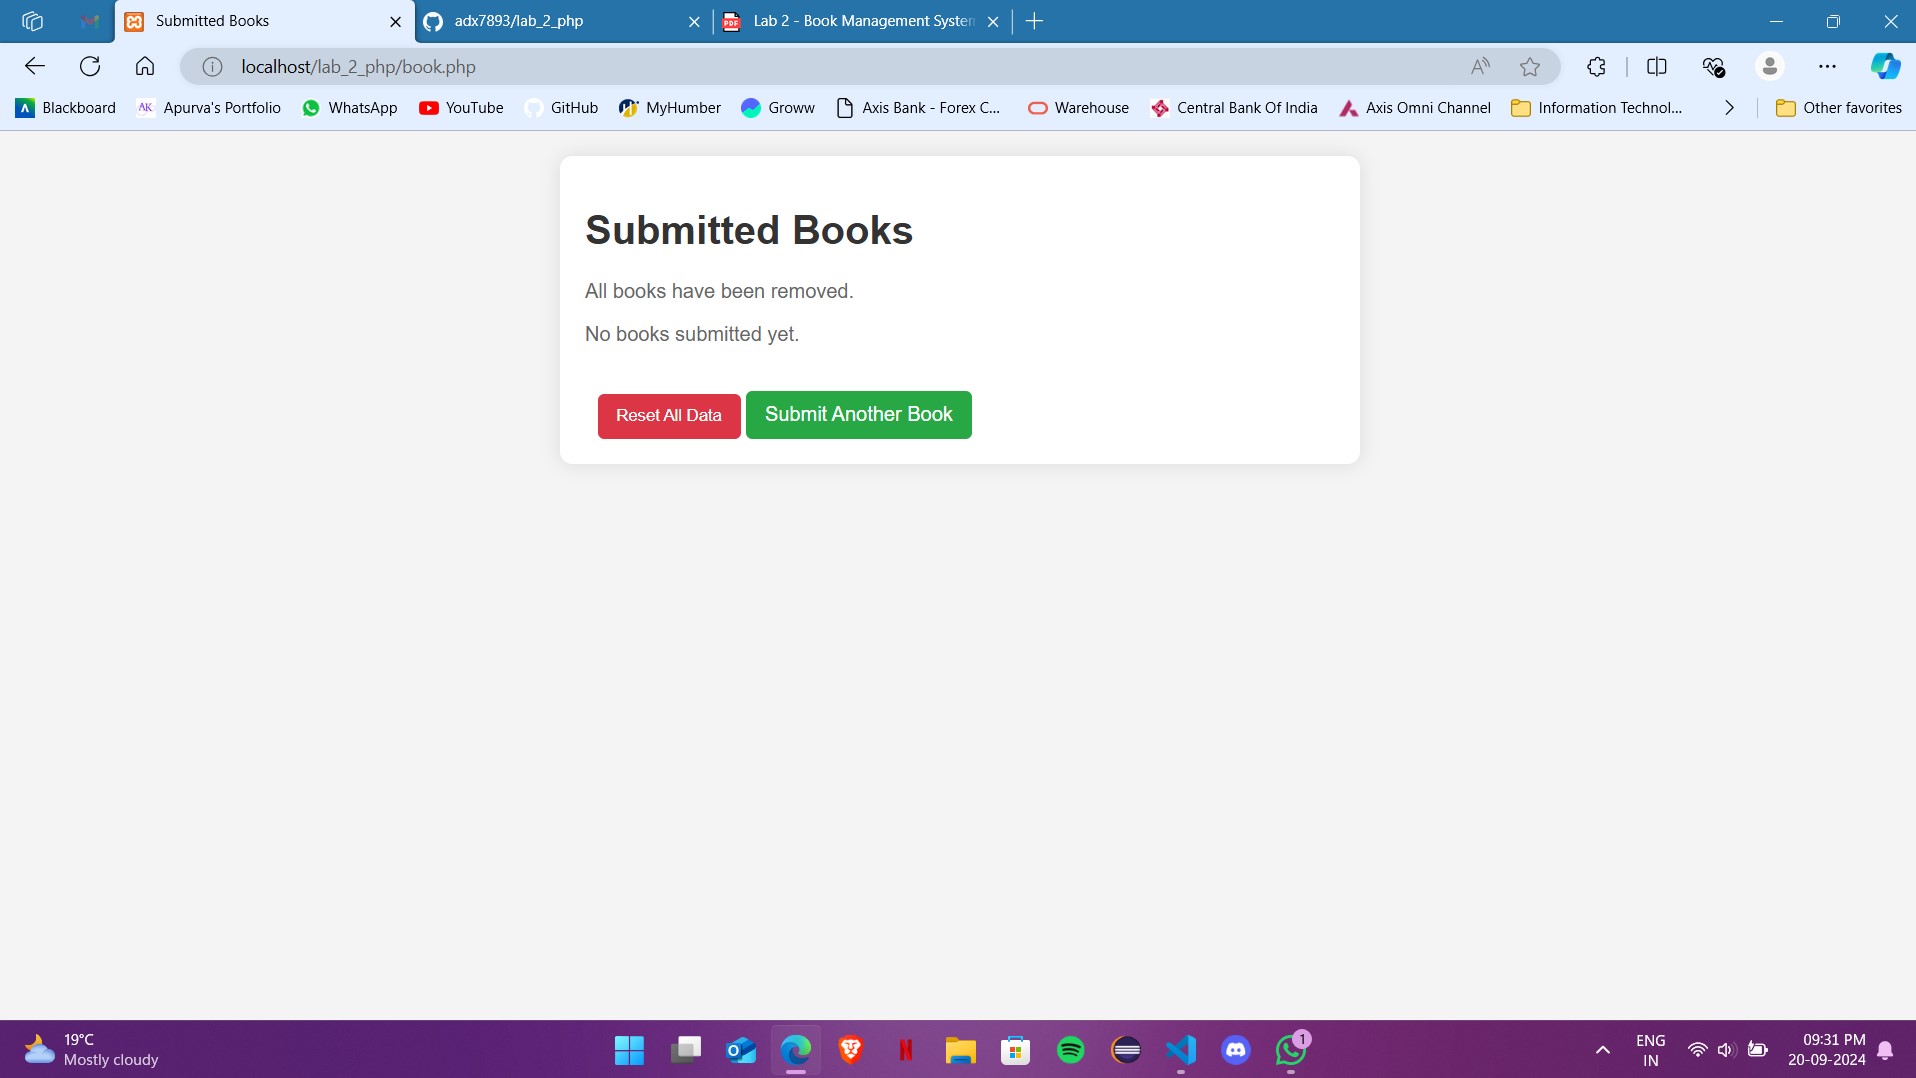 Submitted Books
adx7893/lab_2_php
Lab 2 - Book Management System
localhost/lab_2_php/book.php
Blackboard
AK
Apurva's Portfolio
WhatsApp
YouTube
GitHub
MyHumber
Groww
Axis Bank - Forex C...
Warehouse
Central Bank Of India
Axis Omni Channel
Information Technol...
Other favorites
Submitted Books
All books have been removed.
No books submitted yet.
Reset All Data
Submit Another Book
19°C
Mostly cloudy
1
ENG
IN
09:31 PM
20-09-2024